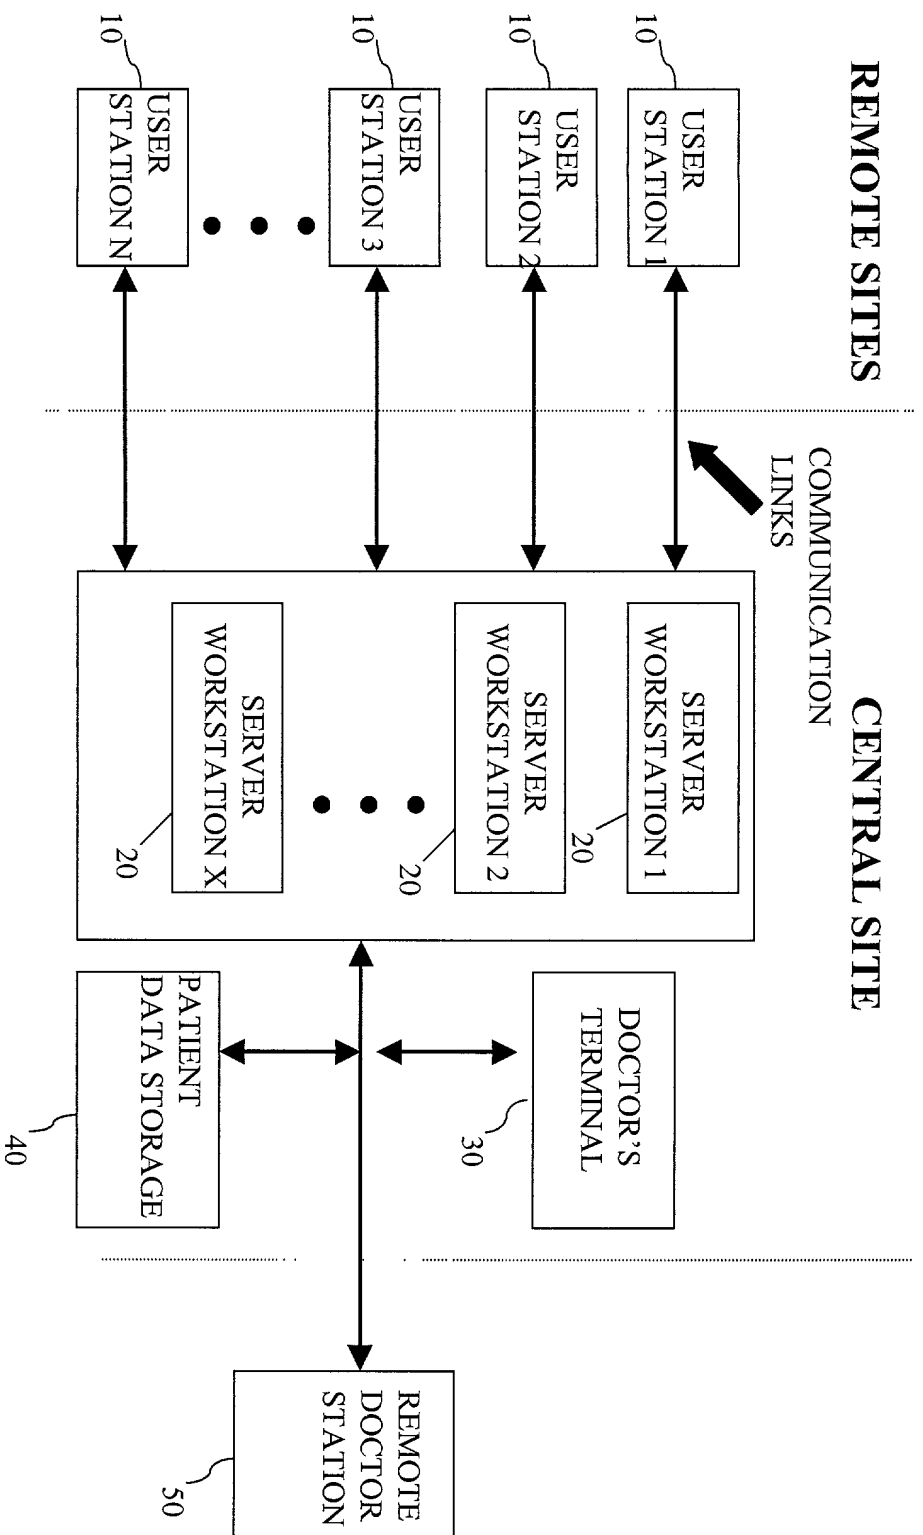 REMOTE SITES
CENTRAL SITE
COMMUNICATION
LINKS
10
USER
STATION 1
10
USER
STATION 2
10
USER
STATION 3
10
USER
STATION N
SERVER
WORKSTATION 1
20
SERVER
WORKSTATION 2
20
SERVER
WORKSTATION X
20
DOCTOR'S
TERMINAL
30
PATIENT
DATA STORAGE
40
REMOTE
DOCTOR
STATION
50